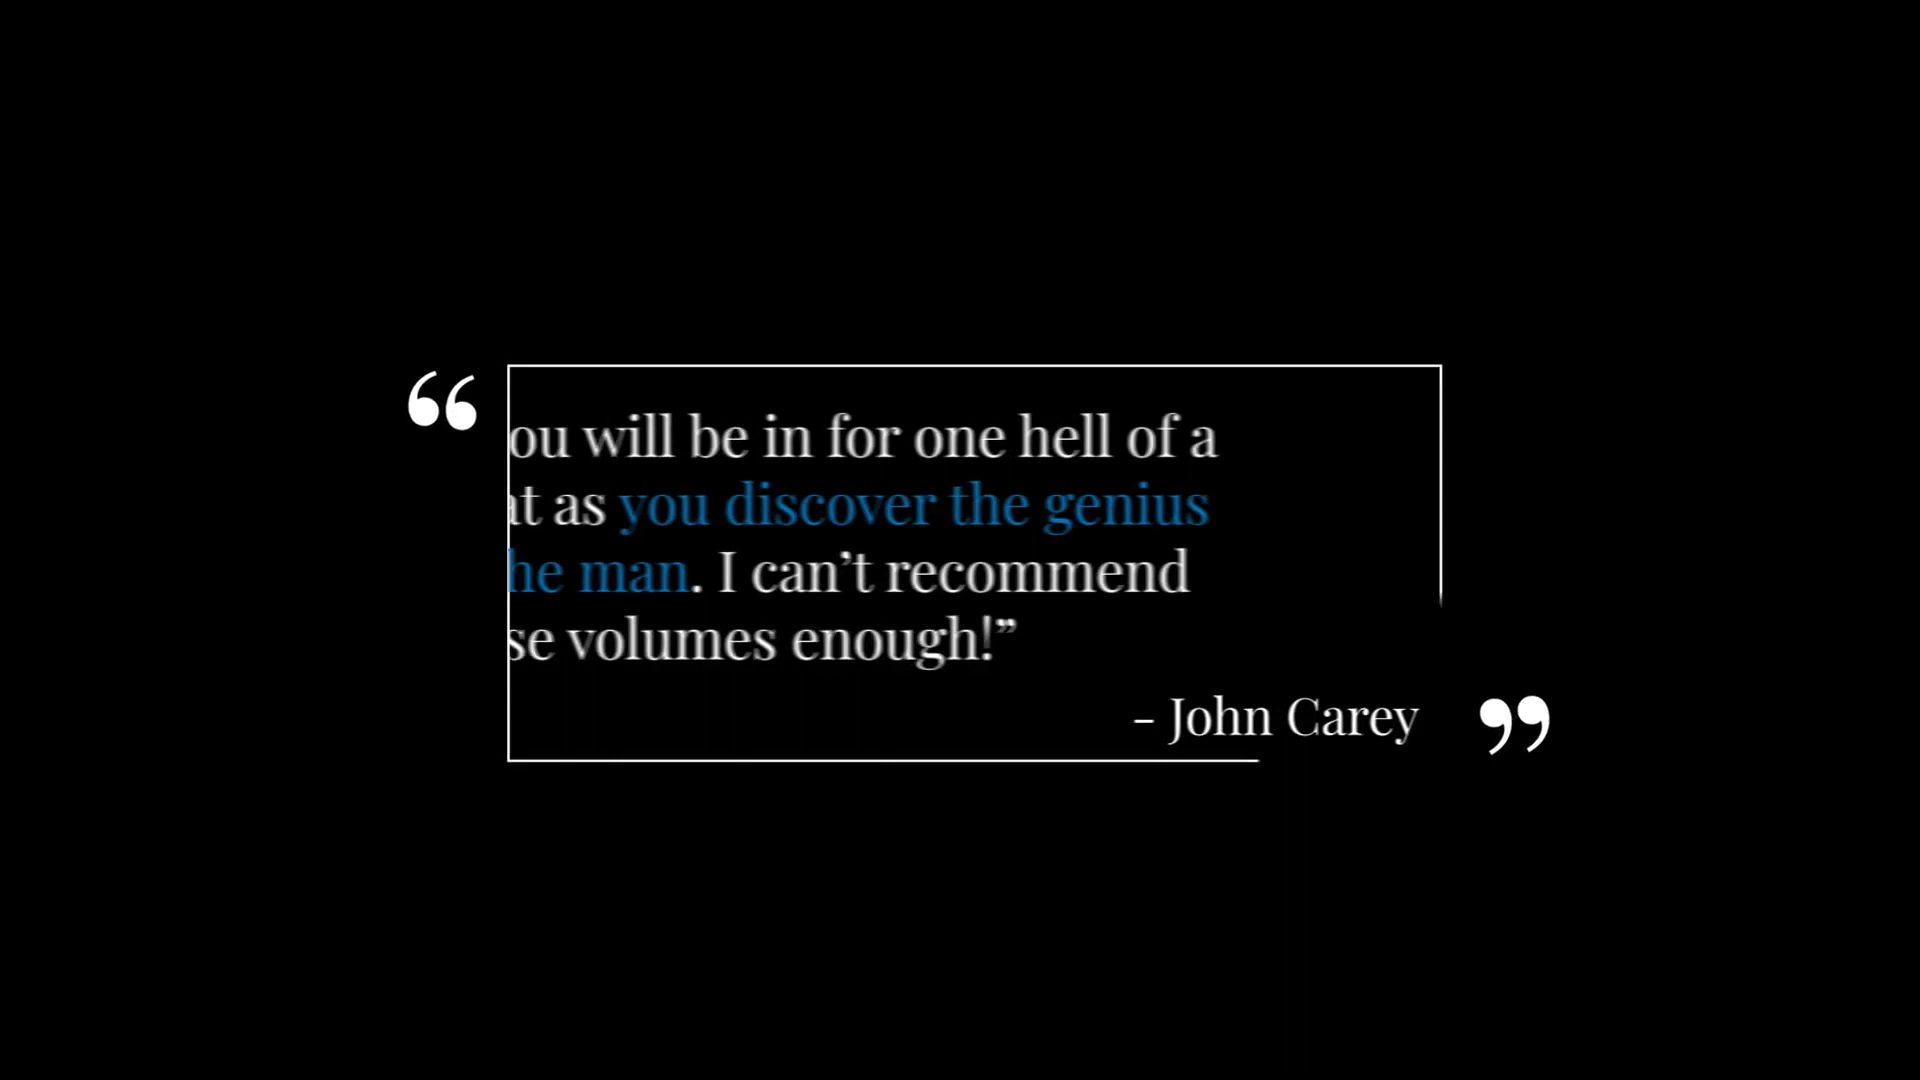 “
ou will be in for one hell of a
at as you discover the genius
he man. I can’t recommend
se volumes enough!”
- John Carey
”